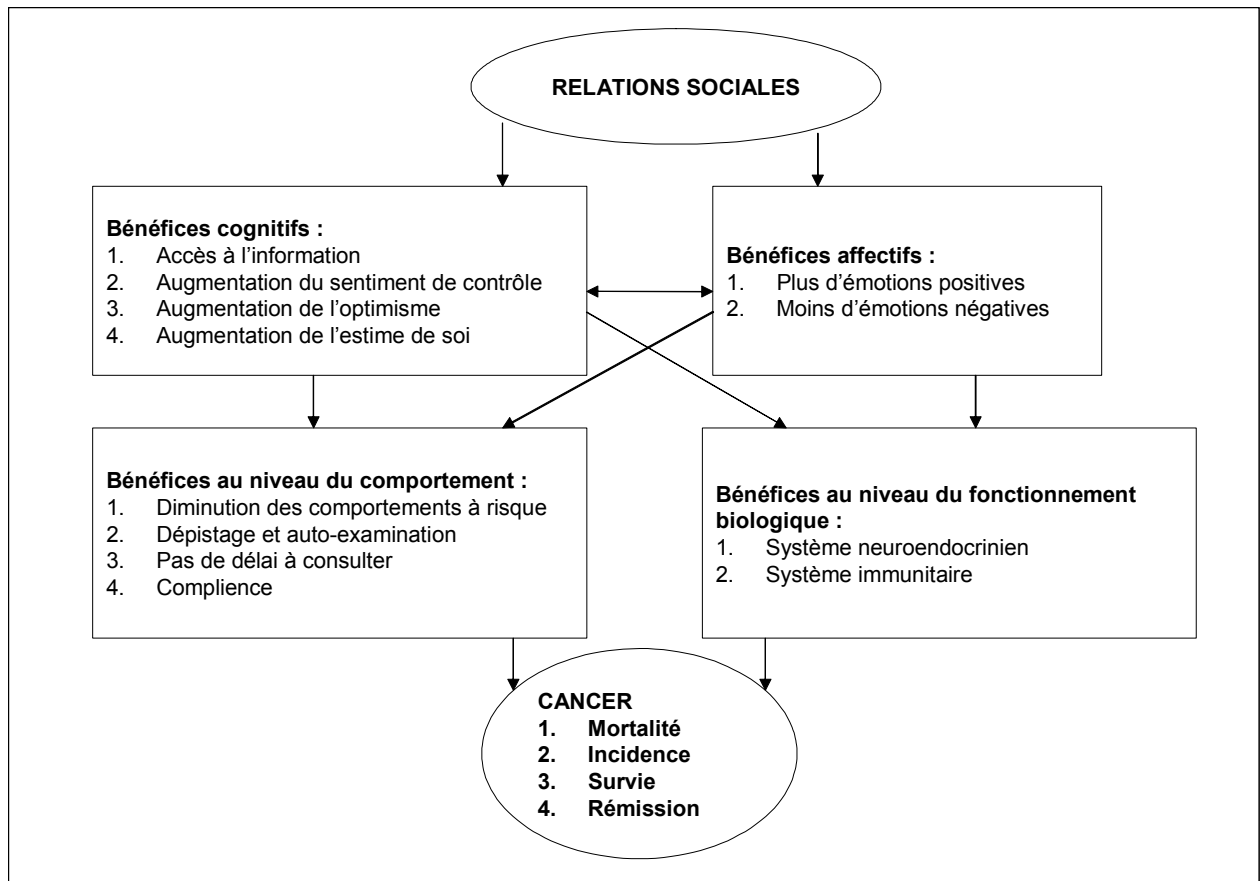 RELATIONS SOCIALES
Bénéfices cognitifs :
1. Accès à l'information
2. Augmentation du sentiment de contrôle
3. Augmentation de l'optimisme
4. Augmentation de l'estime de soi
Bénéfices affectifs :
1. Plus d'émotions positives
2. Moins d'émotions négatives
Bénéfices au niveau du comportement :
1. Diminution des comportements à risque
2. Dépistage et auto-examination
3. Pas de délai à consulter
4. Complience
Bénéfices au niveau du fonctionnement
biologique :
1. Système neuroendocrinien
2. Système immunitaire
CANCER
1. Mortalité
2. Incidence
3. Survie
4. Rémission